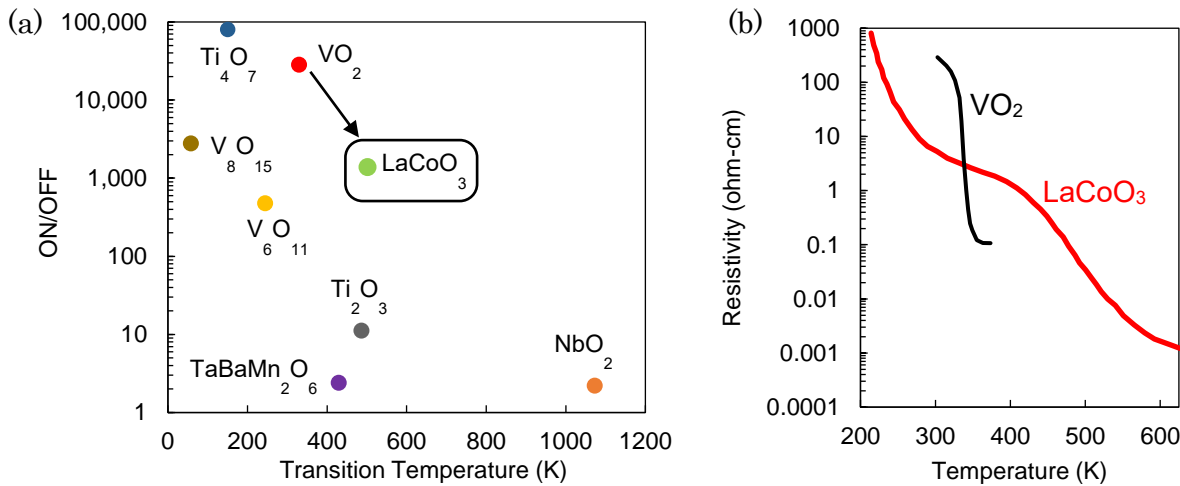 (a)
ON/OFF
100,000
10,000
1,000
100
10
1
Ti4O7
VO2
V8O15
LaCoO3
V6O11
Ti2O3
TaBaMn2O6
NbO2
0 200 400 600 800 1000 1200
Transition Temperature (K)
(b)
Resistivity (ohm-cm)
1000
100
10
1
0.1
0.01
0.001
0.0001
VO2
LaCoO3
200 300 400 500 600
Temperature (K)